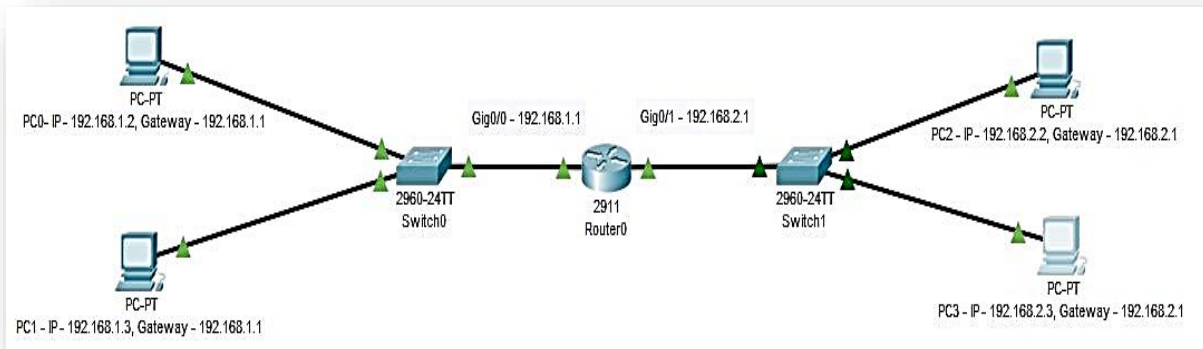 PC-PT
PC0- IP - 192.168.1.2, Gateway - 192.168.1.1
Gig0/0 - 192.168.1.1
Gig0/1 - 192.168.2.1
PC-PT
PC2 - IP - 192.168.2.2, Gateway - 192.168.2.1
2960-24TT
Switch0
2911
Router0
2960-24TT
Switch1
PC-PT
PC1 - IP - 192.168.1.3, Gateway - 192.168.1.1
PC-PT
PC3 - IP - 192.168.2.3, Gateway - 192.168.2.1